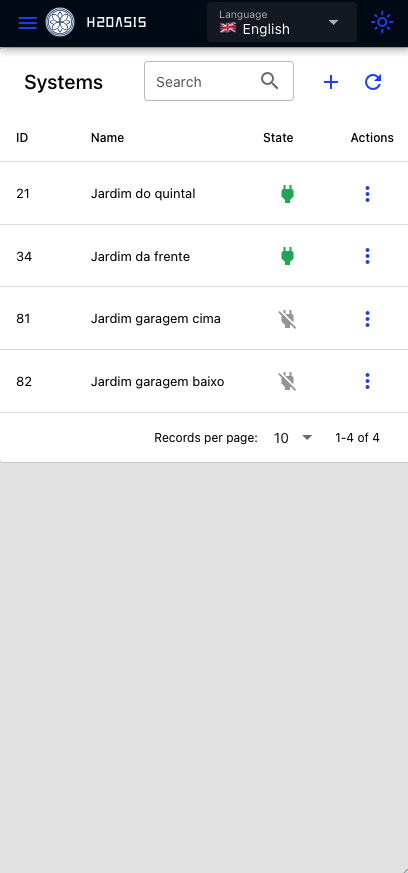 H2OASIS
Language
English
Systems
Search
ID Name State Actions
21 Jardim do quintal
34 Jardim da frente
81 Jardim garagem cima
82 Jardim garagem baixo
Records per page: 10 1-4 of 4